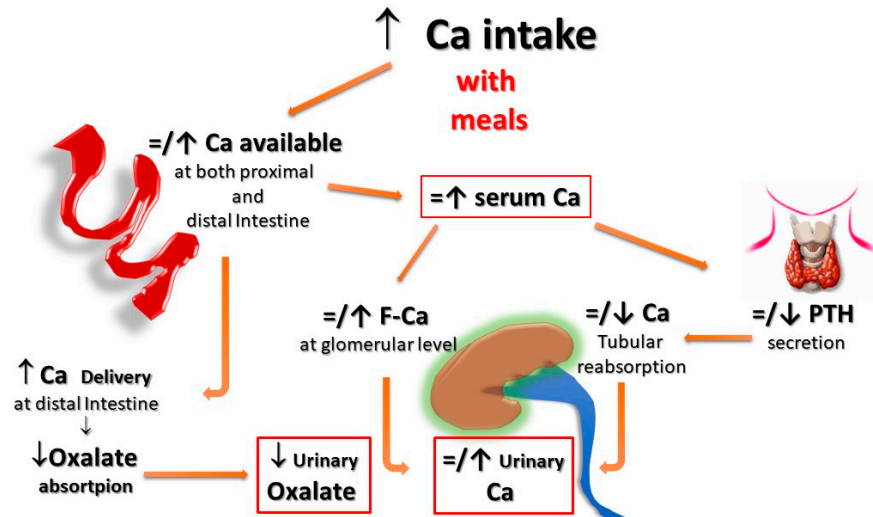 ↑ Ca intake
with
meals
=/↑ Ca available
at both proximal
and
distal Intestine
=↑ serum Ca
=/↑ F-Ca
at glomerular level
=/↓ Ca
Tubular
reabsorption
=/↓ PTH
secretion
↑ Ca Delivery
at distal Intestine
↓
↓Oxalate
absortpion
↓ Urinary
Oxalate
=/↑ Urinary
Ca